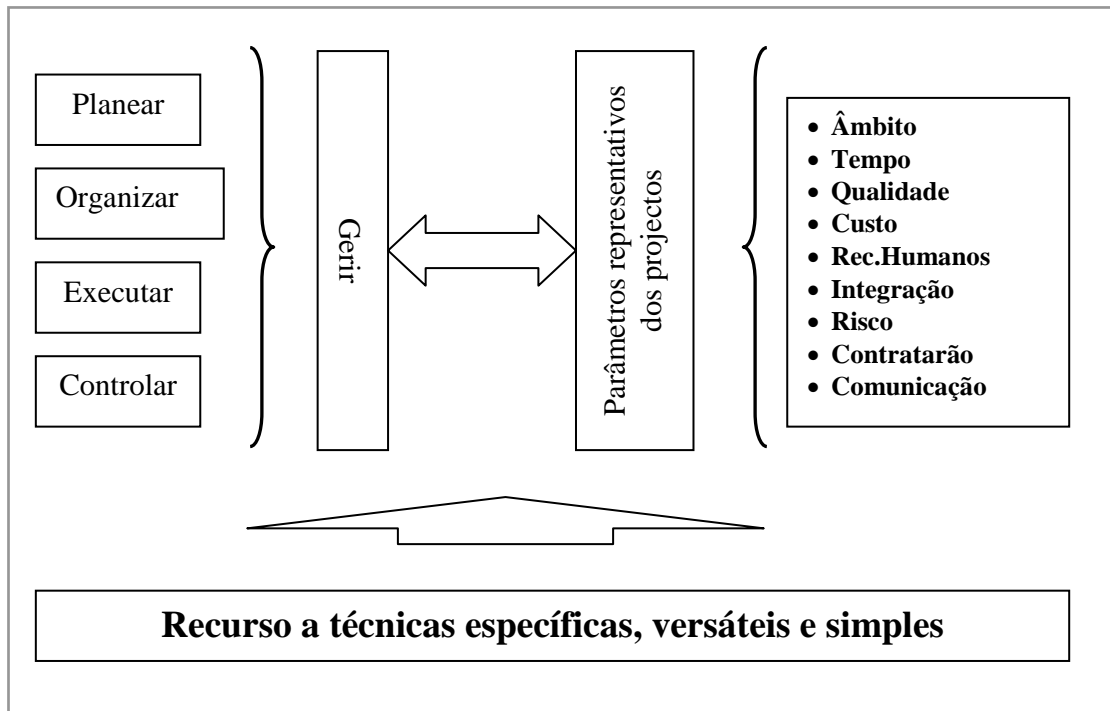 Planear
Organizar
Executar
Controlar
Gerir
Parâmetros representativos
dos projectos
• Âmbito
• Tempo
• Qualidade
• Custo
• Rec.Humanos
• Integração
• Risco
• Contratarão
• Comunicação
Recurso a técnicas específicas, versáteis e simples